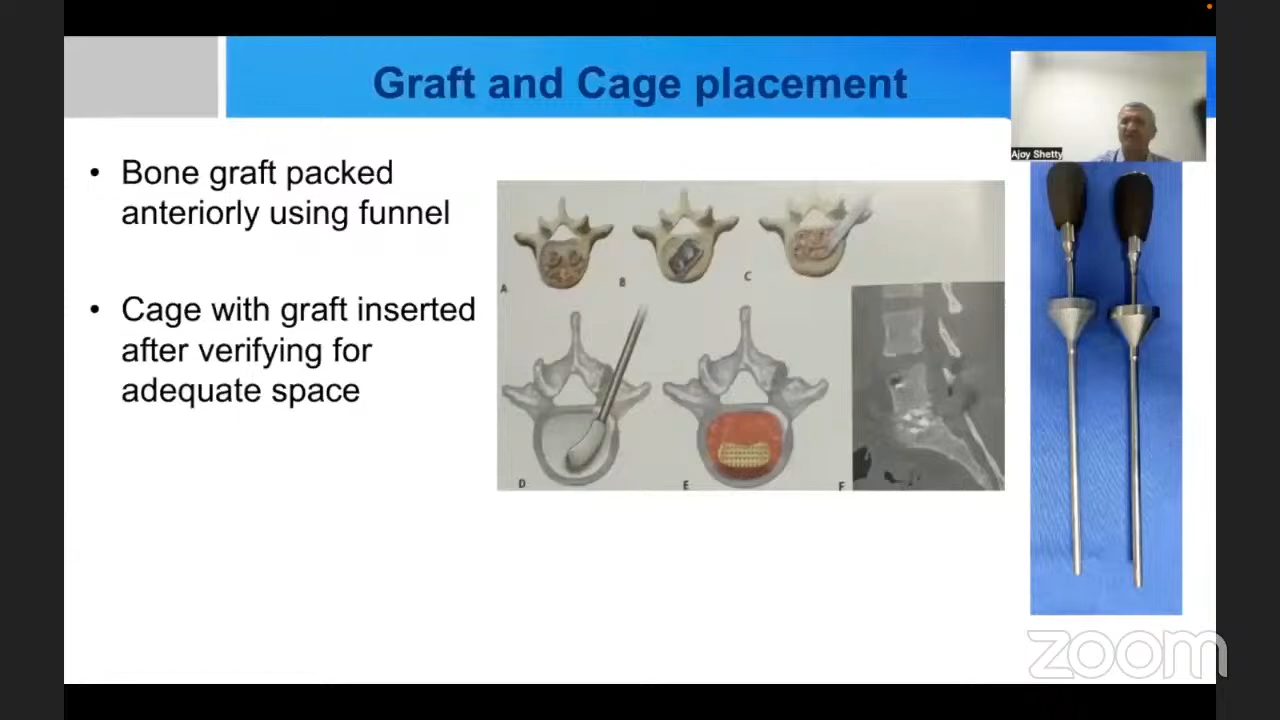 Graft and Cage placement
Ajoy Shetty
• Bone graft packed
anteriorly using funnel
• Cage with graft inserted
after verifying for
adequate space
A
B
C
D
E
F
zoom